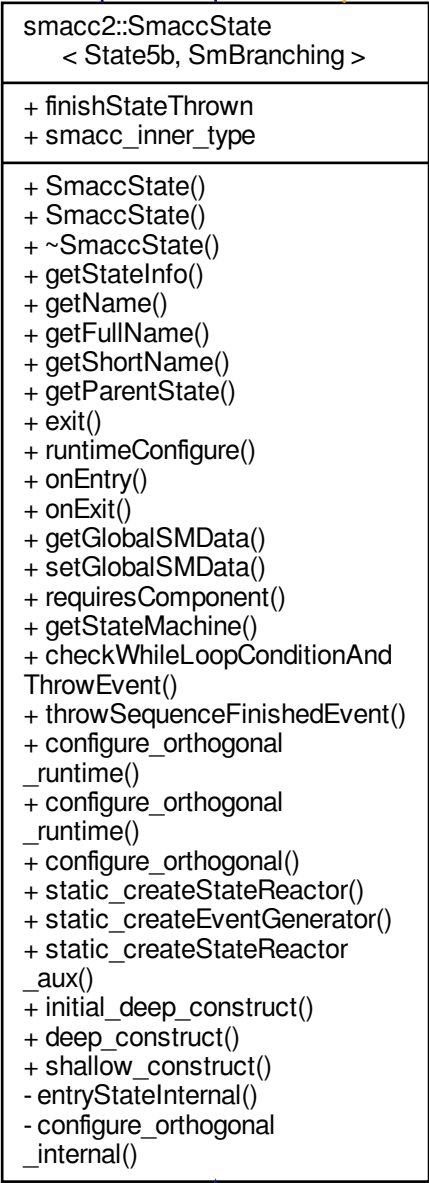 smacc2::SmaccState
< State5b, SmBranching >
+ finishStateThrown
+ smacc_inner_type
+ SmaccState()
+ SmaccState()
+ ~SmaccState()
+ getStateInfo()
+ getName()
+ getFullName()
+ getShortName()
+ getParentState()
+ exit()
+ runtimeConfigure()
+ onEntry()
+ onExit()
+ getGlobalSMData()
+ setGlobalSMData()
+ requiresComponent()
+ getStateMachine()
+ checkWhileLoopConditionAnd
ThrowEvent()
+ throwSequenceFinishedEvent()
+ configure_orthogonal
_runtime()
+ configure_orthogonal
_runtime()
+ configure_orthogonal()
+ static_createStateReactor()
+ static_createEventGenerator()
+ static_createStateReactor
_aux()
+ initial_deep_construct()
+ deep_construct()
+ shallow_construct()
- entryStateInternal()
- configure_orthogonal
_internal()